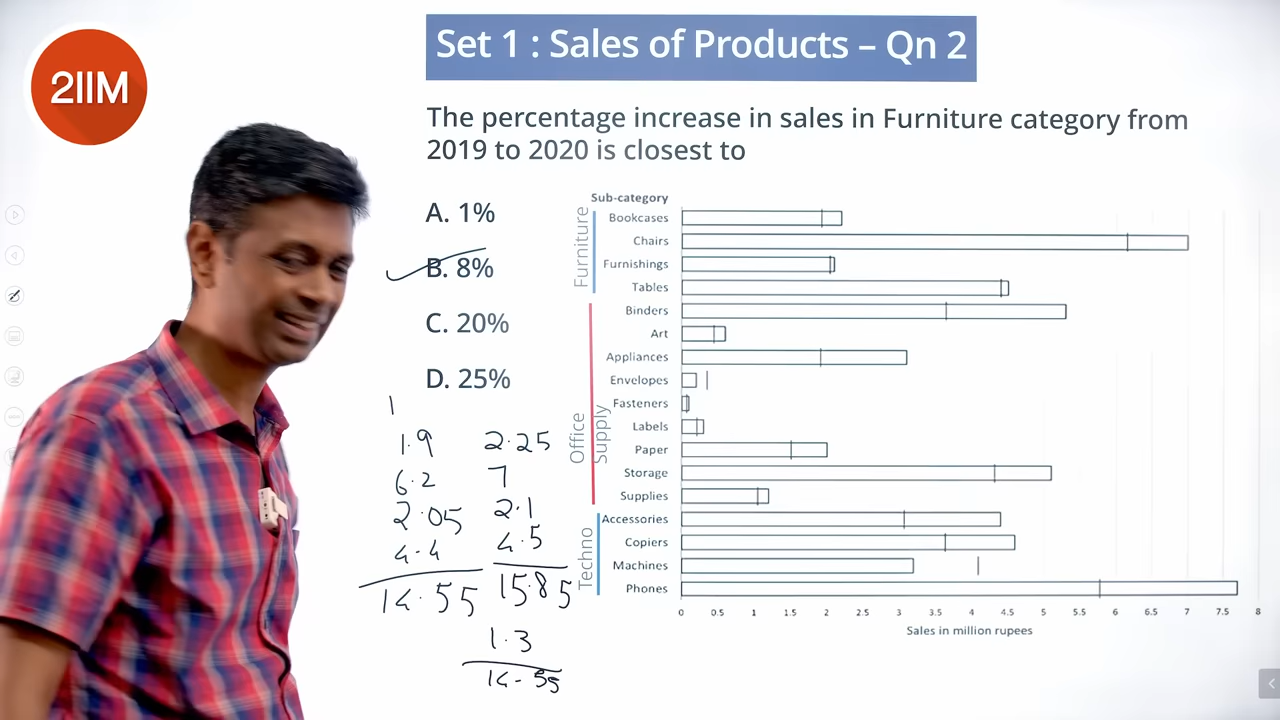 Set 1 : Sales of Products – Qn 2
2IIM
The percentage increase in sales in Furniture category from
2019 to 2020 is closest to
A. 1%
B. 8%
C. 20%
D. 25%
Sub-category
Furniture
Bookcases
Chairs
Furnishings
Tables
Office
Supply
Binders
Art
Appliances
Envelopes
Fasteners
Labels
Paper
Storage
Supplies
Techno
Accessories
Copiers
Machines
Phones
0 0.5 1 1.5 2 2.5 3 3.5 4 4.5 5 5.5 6 6.5 7 7.5 8
Sales in million rupees
1.9 2.25
6.2 7
2.05 2.1
4.4 4.5
14.55 15.85
1.3
14.55